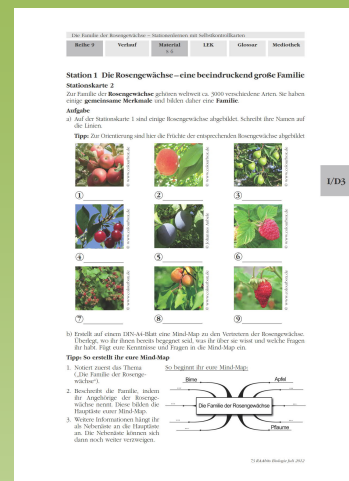 Die Familie der Rosengewächse – Stationenlernen mit Selbstkontrollkarten
Reihe 9 Verlauf Material LEK Glossar Mediothek
Station 1 Die Rosengewächse – eine beeindruckend große Familie
Stationskarte 2
Zur Familie der Rosengewächse gehören weltweit ca. 3000 verschiedene Arten. Sie haben
einige gemeinsame Merkmale und bilden daher eine Familie.
Aufgabe
a) Auf der Stationskarte 1 sind einige Rosengewächse abgebildet. Schreibt ihre Namen auf
die Linien.
Tipp: Zur Orientierung sind hier die Früchte der entsprechenden Rosengewächse abgebildet
I/D3
1
2
3
4
5
6
7
8
9
b) Erstellt auf einem DIN-A4-Blatt eine Mind-Map zu den Vertretern der Rosengewächse.
Überlegt, wo ihr ihnen bereits begegnet seid, was ihr über sie wisst und welche Fragen
ihr habt. Fügt eure Kenntnisse und Fragen in die Mind-Map ein.
Tipp: So erstellt ihr eure Mind-Map
1. Notiert zuerst das Thema
(„Die Familie der Rosenge-
wächse“).
2. Beschreibt die Familie, indem
ihr Angehörige der Rosenge-
wächse nennt. Diese bilden die
Hauptäste eurer Mind-Map.
3. Weitere Informationen hängt ihr
als Nebenäste an die Hauptäste
an. Die Nebenäste können sich
dann noch weiter verzweigen.
So beginnt ihr eure Mind-Map:
Birne Apfel
Die Familie der Rosengewächse
Pflaume
72 RAAbits Biologie Juli 2012